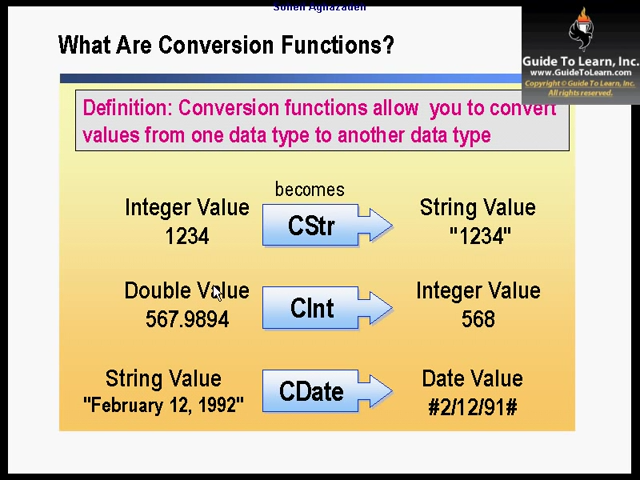 Soheil Aghazadeh
What Are Conversion Functions?
Guide To Learn, Inc.
www.GuideToLearn.com
Copyright © Guide To Learn, Inc.
All rights reserved.
Definition: Conversion functions allow you to convert
values from one data type to another data type
becomes
Integer Value
1234
CStr
String Value
"1234"
Double Value
567.9894
CInt
Integer Value
568
String Value
"February 12, 1992"
CDate
Date Value
#2/12/91#